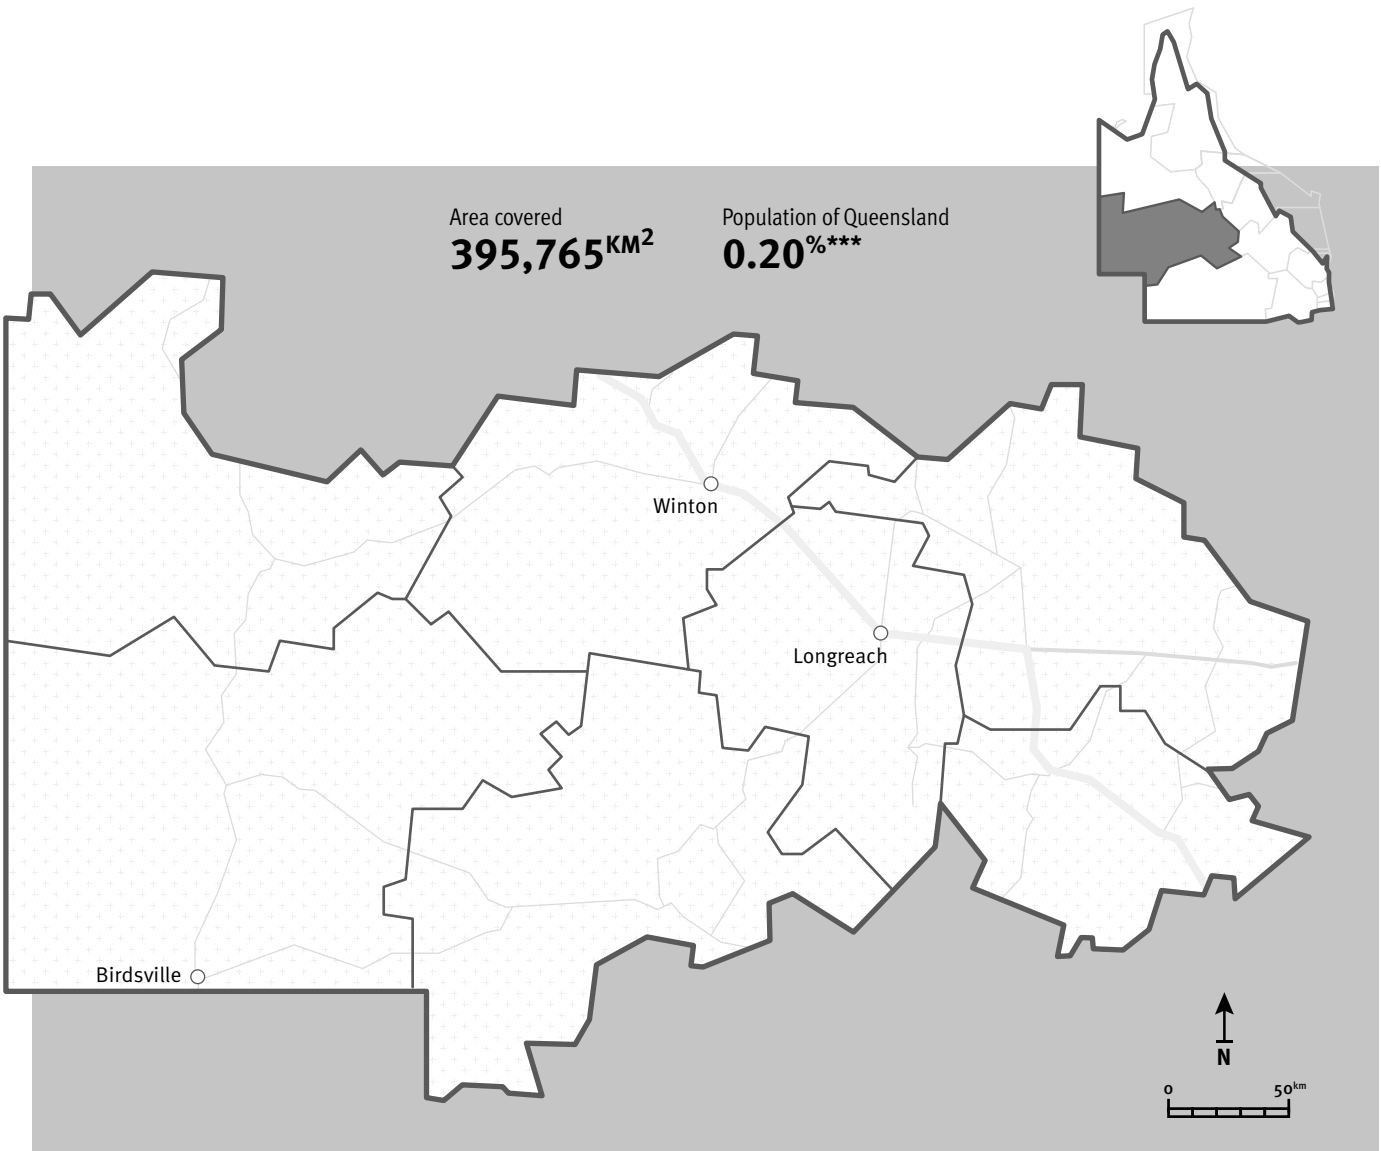 Area covered
395,765KM2
Population of Queensland
0.20%***
Winton
Longreach
Birdsville
N
0 50km